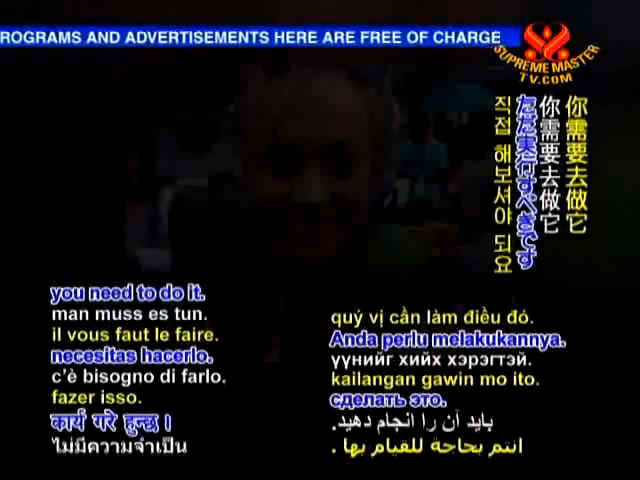 ROGRAMS AND ADVERTISEMENTS HERE ARE FREE OF CHARGE
SUPREME MASTER
TV.COM
你需要去做它
你需要去做它
ただ実行すべきです
직접 해보셔야 되요
you need to do it.
man muss es tun.
il vous faut le faire.
necesitas hacerlo.
c'è bisogno di farlo.
fazer isso.
कार्य गरे हुन्छ ।
ไม่มีความจำเป็น
quý vị cần làm điều đó.
Anda perlu melakukannya.
үүнийг хийх хэрэгтэй.
kailangan gawin mo ito.
сделать это.
باید آن را انجام دهید.
انتم بحاجة للقيام بها .